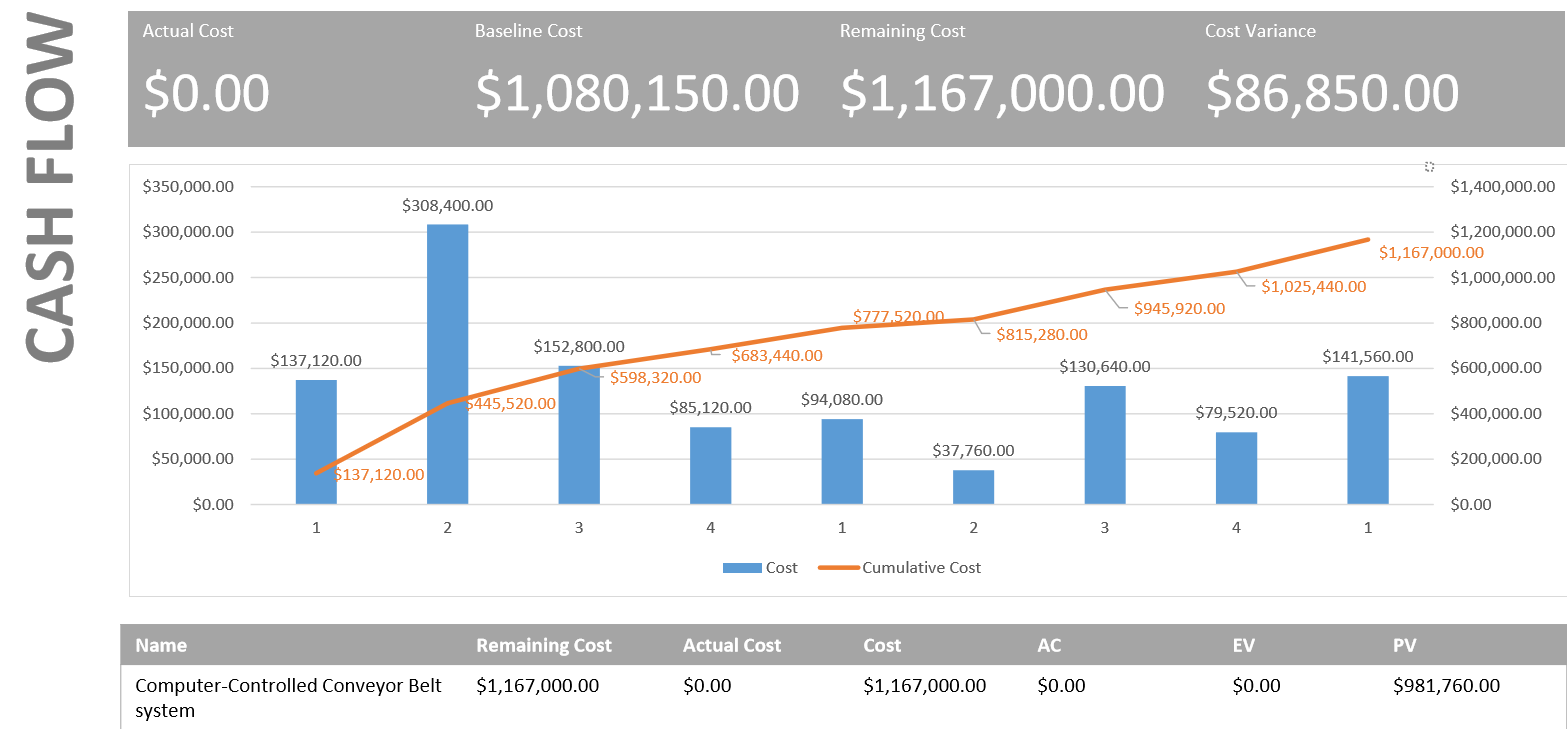 CASH FLOW
Actual Cost Baseline Cost Remaining Cost Cost Variance
$0.00 $1,080,150.00 $1,167,000.00 $86,850.00
$350,000.00 $1,400,000.00
$308,400.00
$300,000.00 $1,200,000.00
$1,167,000.00
$250,000.00 $1,000,000.00
$1,025,440.00
$945,920.00
$777,520.00
$200,000.00 $800,000.00
$815,280.00
$152,800.00
$683,440.00
$137,120.00 $141,560.00
$150,000.00 $130,640.00 $600,000.00
$598,320.00
$94,080.00
$445,520.00 $85,120.00
$100,000.00 $79,520.00 $400,000.00
$37,760.00
$50,000.00 $200,000.00
$137,120.00
$0.00 $0.00
1 2 3 4 1 2 3 4 1
Cost Cumulative Cost
Name Remaining Cost Actual Cost Cost AC EV PV
Computer-Controlled Conveyor Belt $1,167,000.00 $0.00 $1,167,000.00 $0.00 $0.00 $981,760.00
system